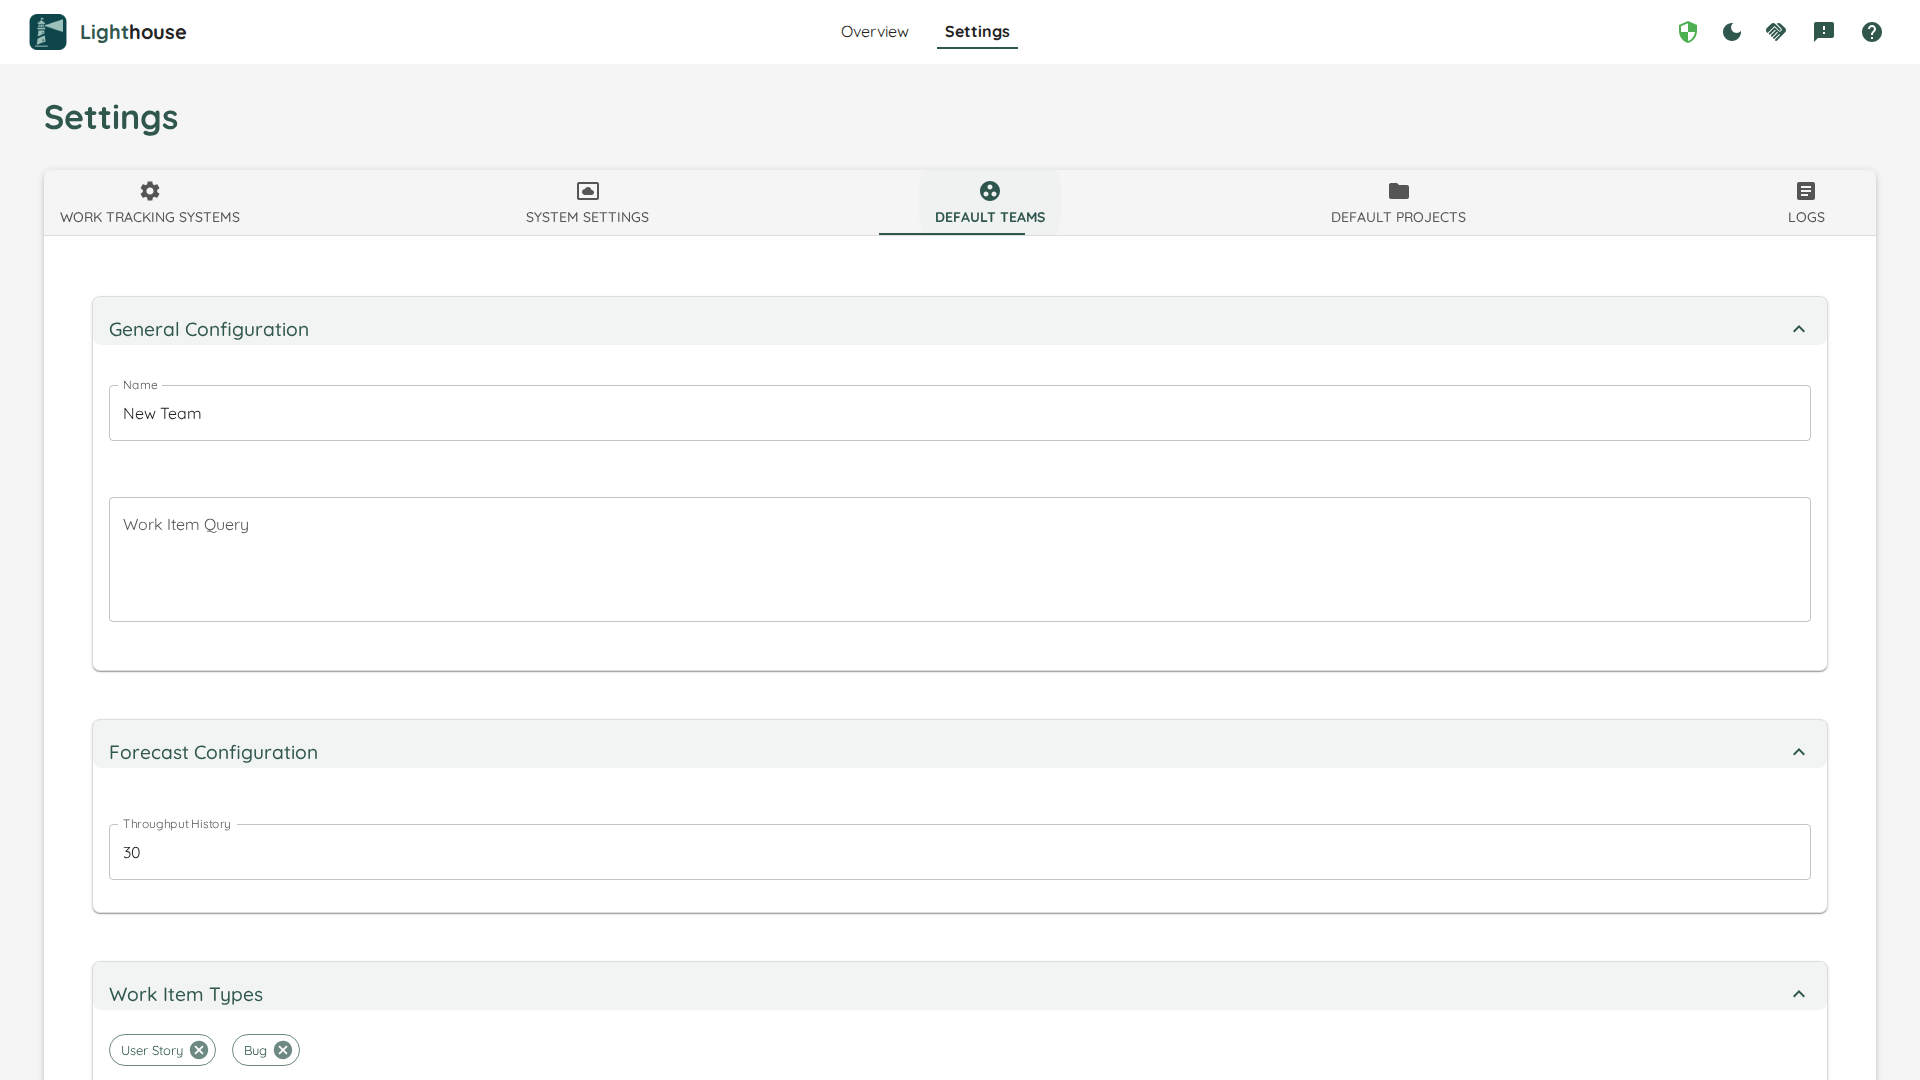 Lighthouse
Overview
Settings
Settings
WORK TRACKING SYSTEMS
SYSTEM SETTINGS
DEFAULT TEAMS
DEFAULT PROJECTS
LOGS
General Configuration
Name
New Team
Work Item Query
Forecast Configuration
Throughput History
30
Work Item Types
User Story
Bug